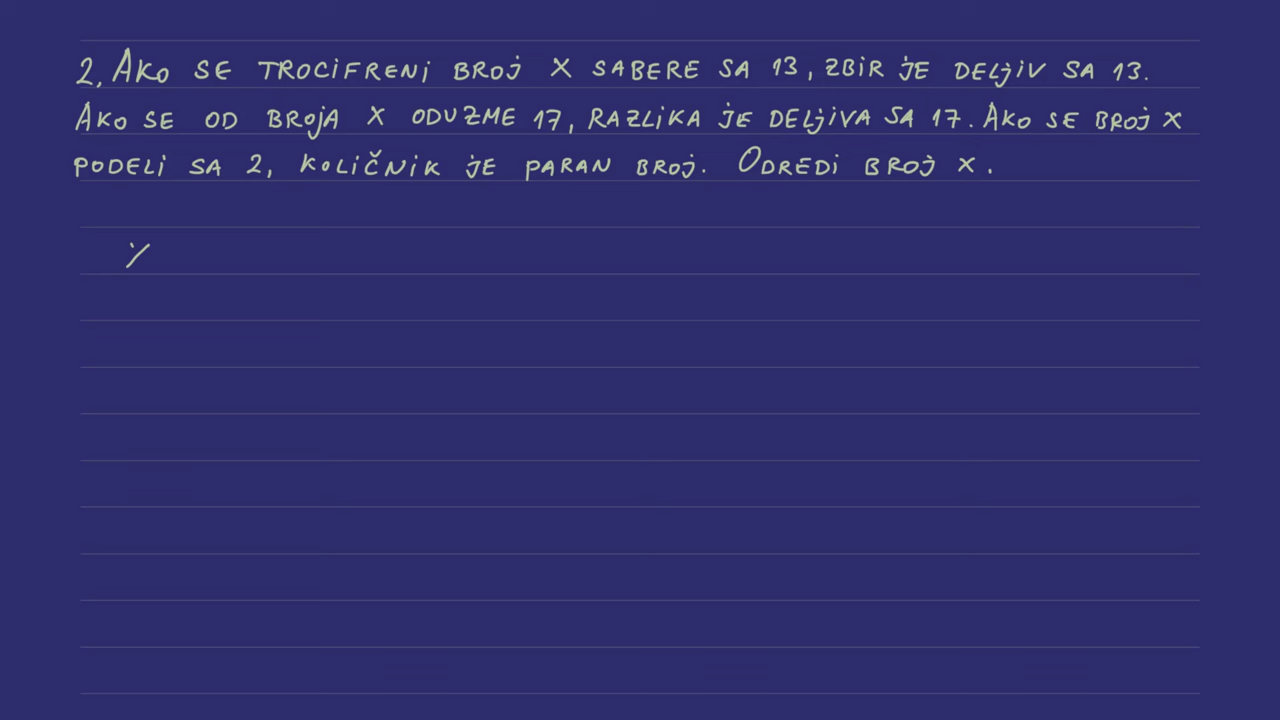 2. AKO SE TROCIFRENI BROJ X SABERE SA 13, ZBIR JE DELJIV SA 13.
AKO SE OD BROJA X ODUZME 17, RAZLIKA JE DELJIVA SA 17. AKO SE BROJ X
PODELI SA 2, KOLIČNIK JE PARAN BROJ. ODREDI BROJ X.